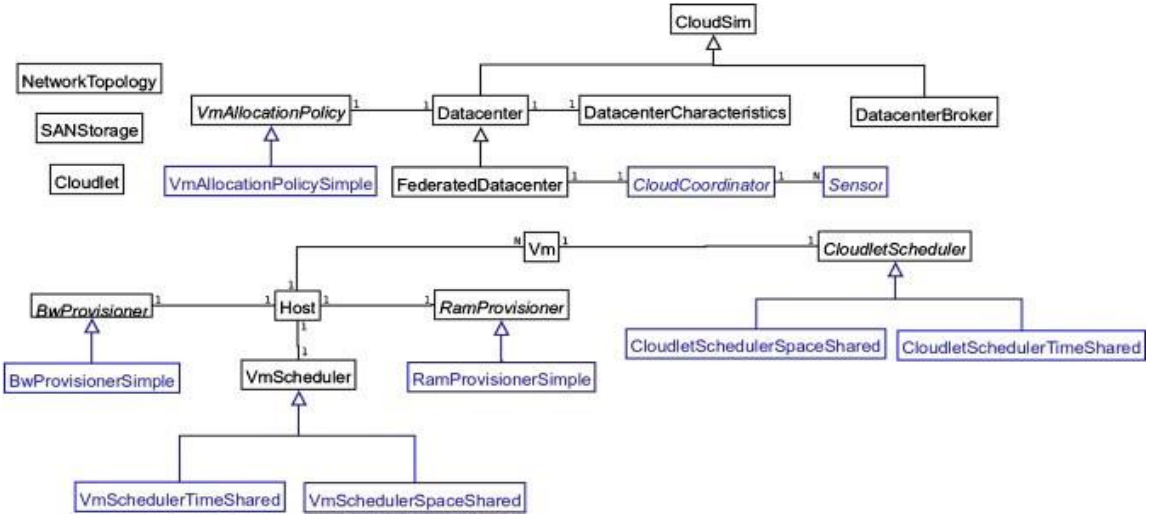 CloudSim
NetworkTopology
VmAllocationPolicy 1 1 Datacenter 1 1 DatacenterCharacteristics
DatacenterBroker
SANStorage
Cloudlet
VmAllocationPolicySimple
FederatedDatacenter 1 1 CloudCoordinator 1 N Sensor
N Vm 1 1 CloudletScheduler
1
BwProvisioner 1 1 Host 1 1 RamProvisioner
1
CloudletSchedulerSpaceShared
CloudletSchedulerTimeShared
1
BwProvisionerSimple
VmScheduler
RamProvisionerSimple
VmSchedulerTimeShared
VmSchedulerSpaceShared